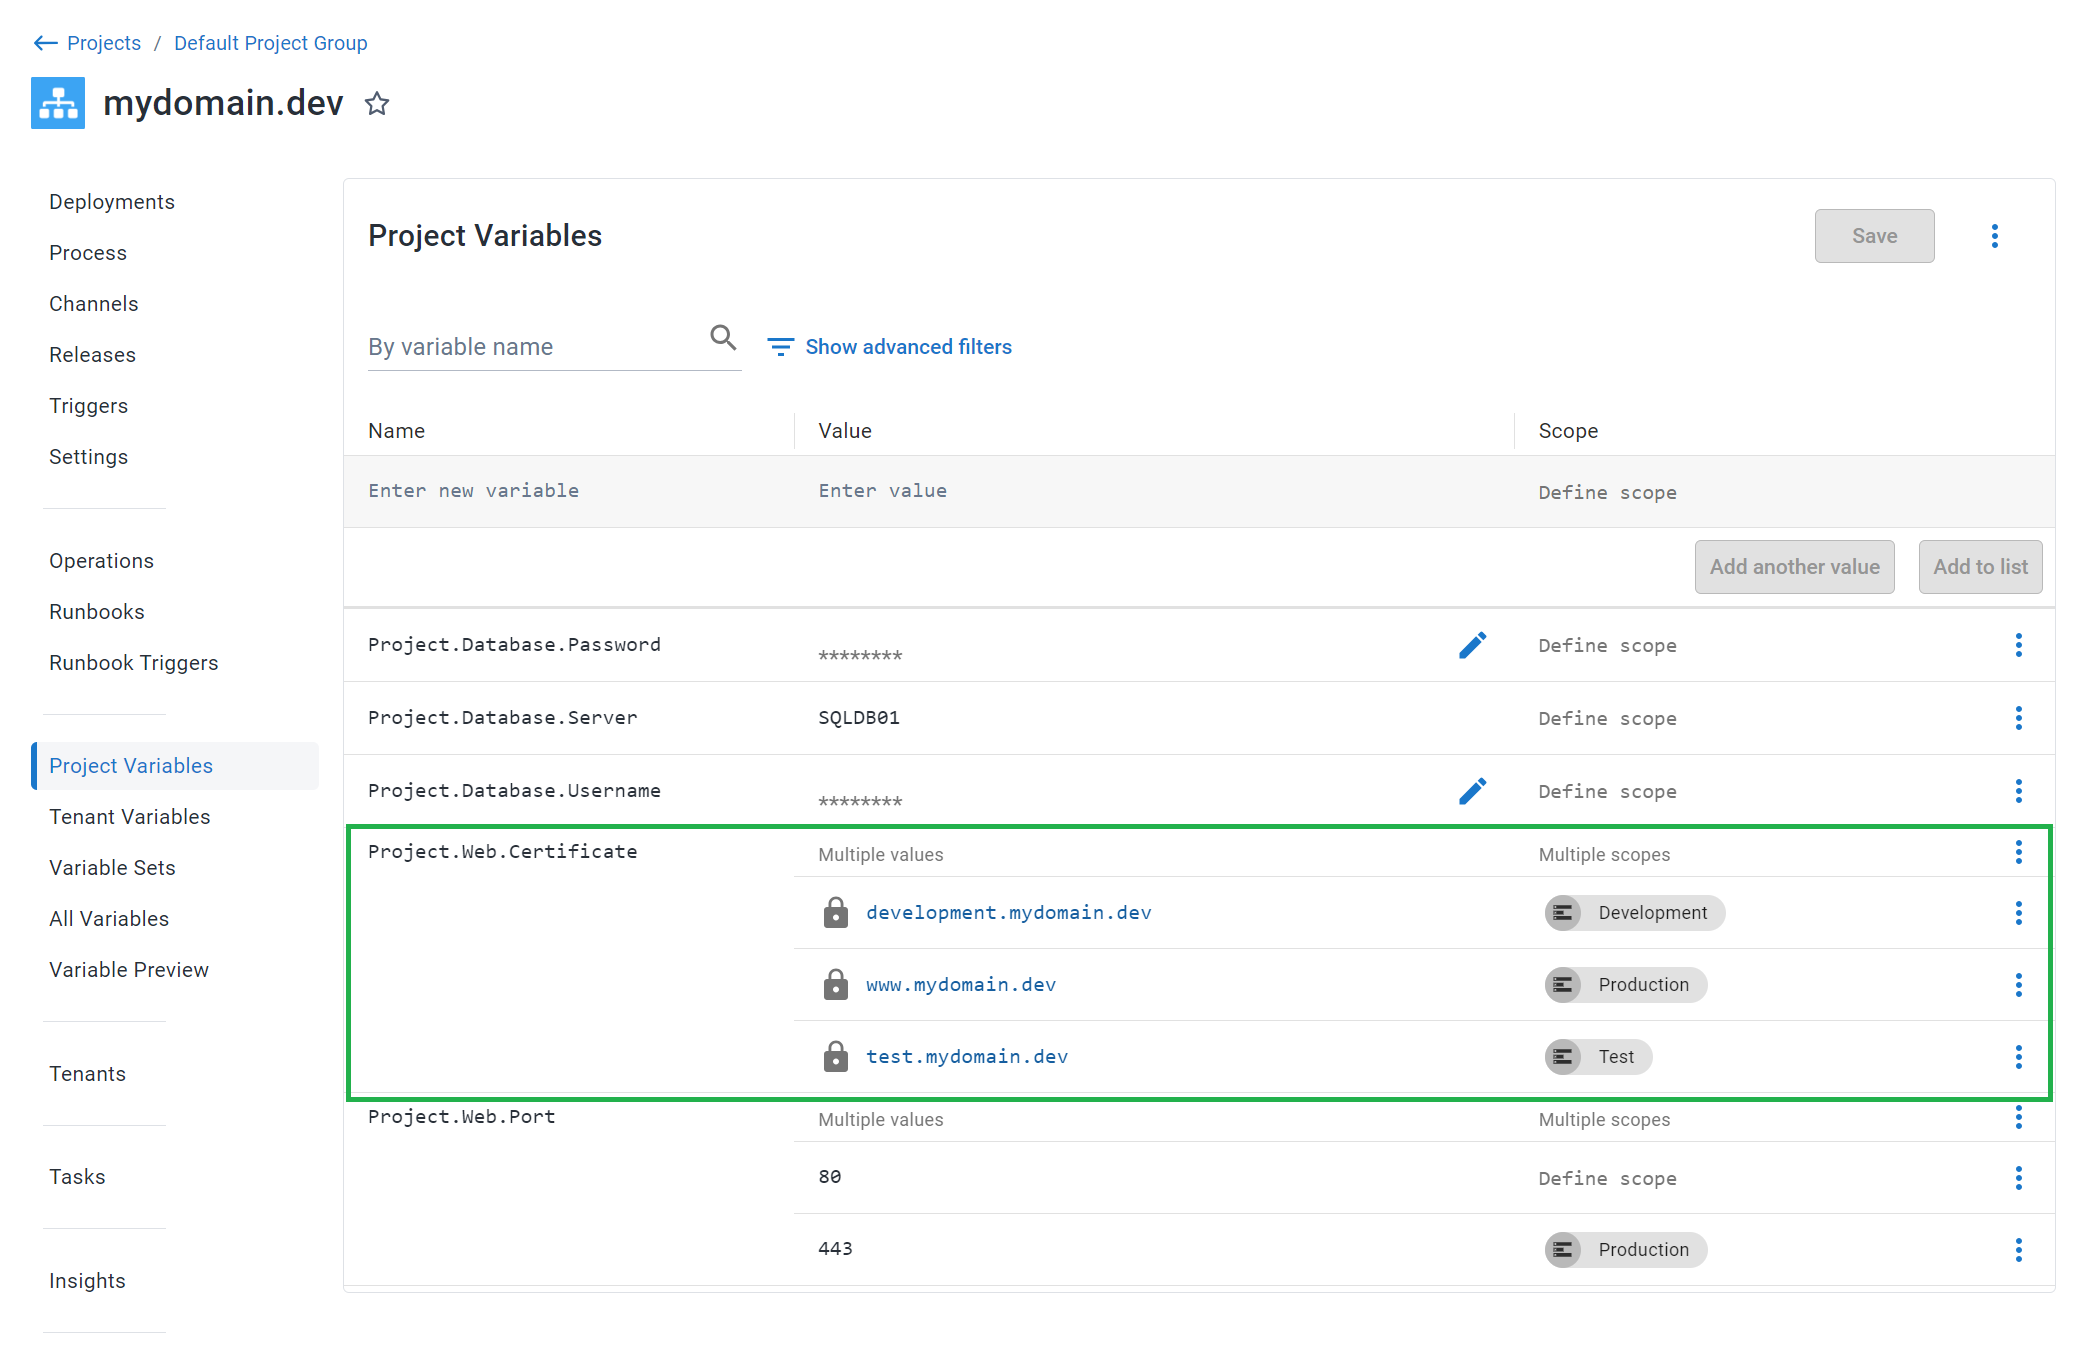 Projects / Default Project Group
mydomain.dev
Deployments
Process
Channels
Releases
Triggers
Settings
Operations
Runbooks
Runbook Triggers
Project Variables
Tenant Variables
Variable Sets
All Variables
Variable Preview
Tenants
Tasks
Insights
Project Variables
Save
By variable name
Show advanced filters
Name Value Scope
Enter new variable Enter value Define scope
Add another value Add to list
Project.Database.Password ******** Define scope
Project.Database.Server SQLDB01 Define scope
Project.Database.Username ******** Define scope
Project.Web.Certificate Multiple values Multiple scopes
development.mydomain.dev Development
www.mydomain.dev Production
test.mydomain.dev Test
Project.Web.Port Multiple values Multiple scopes
80 Define scope
443 Production